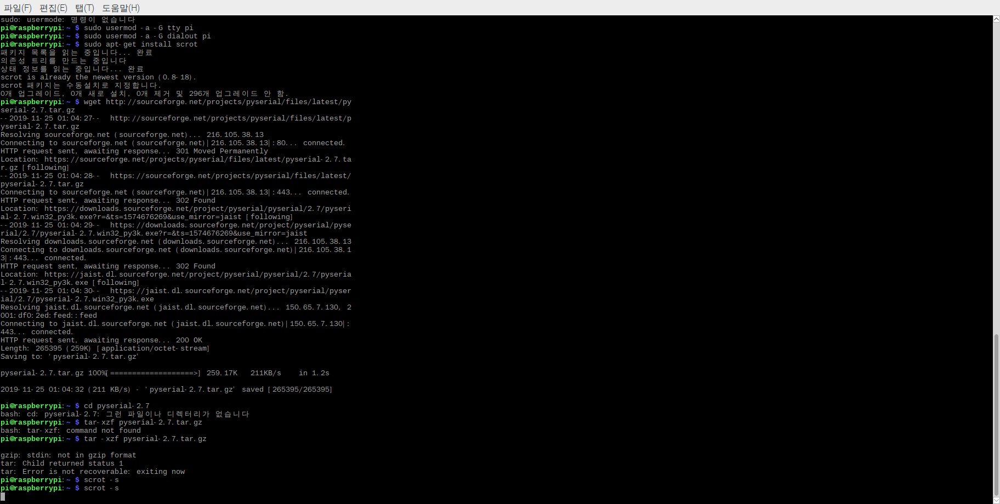 파일(F) 편집(E) 탭(T) 도움말(H)
sudo: usermode: 명령이 없습니다
pi@raspberrypi:~ $ sudo usermod -a -G tty pi
pi@raspberrypi:~ $ sudo usermod -a -G dialout pi
pi@raspberrypi:~ $ sudo apt-get install scrot
패키지 목록을 읽는 중입니다... 완료
의존성 트리를 만드는 중입니다
상태 정보를 읽는 중입니다... 완료
scrot is already the newest version (0.8-18).
scrot 패키지는 수동설치로 지정합니다.
0개 업그레이드, 0개 새로 설치, 0개 제거 및 296개 업그레이드 안 함.
pi@raspberrypi:~ $ wget http://sourceforge.net/projects/pyserial/files/latest/py
serial-2.7.tar.gz
--2019-11-25 01:04:27--  http://sourceforge.net/projects/pyserial/files/latest/p
yserial-2.7.tar.gz
Resolving sourceforge.net (sourceforge.net)... 216.105.38.13
Connecting to sourceforge.net (sourceforge.net)|216.105.38.13|:80... connected.
HTTP request sent, awaiting response... 301 Moved Permanently
Location: https://sourceforge.net/projects/pyserial/files/latest/pyserial-2.7.ta
r.gz [following]
--2019-11-25 01:04:28--  https://sourceforge.net/projects/pyserial/files/latest/
pyserial-2.7.tar.gz
Connecting to sourceforge.net (sourceforge.net)|216.105.38.13|:443... connected.
HTTP request sent, awaiting response... 302 Found
Location: https://downloads.sourceforge.net/project/pyserial/pyserial/2.7/pyseri
al-2.7.win32_py3k.exe?r=&ts=1574676269&use_mirror=jaist [following]
--2019-11-25 01:04:29--  https://downloads.sourceforge.net/project/pyserial/pyse
rial/2.7/pyserial-2.7.win32_py3k.exe?r=&ts=1574676269&use_mirror=jaist
Resolving downloads.sourceforge.net (downloads.sourceforge.net)... 216.105.38.13
Connecting to downloads.sourceforge.net (downloads.sourceforge.net)|216.105.38.1
3|:443... connected.
HTTP request sent, awaiting response... 302 Found
Location: https://jaist.dl.sourceforge.net/project/pyserial/pyserial/2.7/pyseria
l-2.7.win32_py3k.exe [following]
--2019-11-25 01:04:30--  https://jaist.dl.sourceforge.net/project/pyserial/pyser
ial/2.7/pyserial-2.7.win32_py3k.exe
Resolving jaist.dl.sourceforge.net (jaist.dl.sourceforge.net)... 150.65.7.130, 2
001:df0:2ed:feed::feed
Connecting to jaist.dl.sourceforge.net (jaist.dl.sourceforge.net)|150.65.7.130|:
443... connected.
HTTP request sent, awaiting response... 200 OK
Length: 265395 (259K) [application/octet-stream]
Saving to: ‘pyserial-2.7.tar.gz’
pyserial-2.7.tar.gz 100%[===================>] 259.17K   211KB/s    in 1.2s
2019-11-25 01:04:32 (211 KB/s) - ‘pyserial-2.7.tar.gz’ saved [265395/265395]
pi@raspberrypi:~ $ cd pyserial-2.7
bash: cd: pyserial-2.7: 그런 파일이나 디렉터리가 없습니다
pi@raspberrypi:~ $ tar-xzf pyserial-2.7.tar.gz
bash: tar-xzf: command not found
pi@raspberrypi:~ $ tar -xzf pyserial-2.7.tar.gz
gzip: stdin: not in gzip format
tar: Child returned status 1
tar: Error is not recoverable: exiting now
pi@raspberrypi:~ $ scrot -s
pi@raspberrypi:~ $ scrot -s